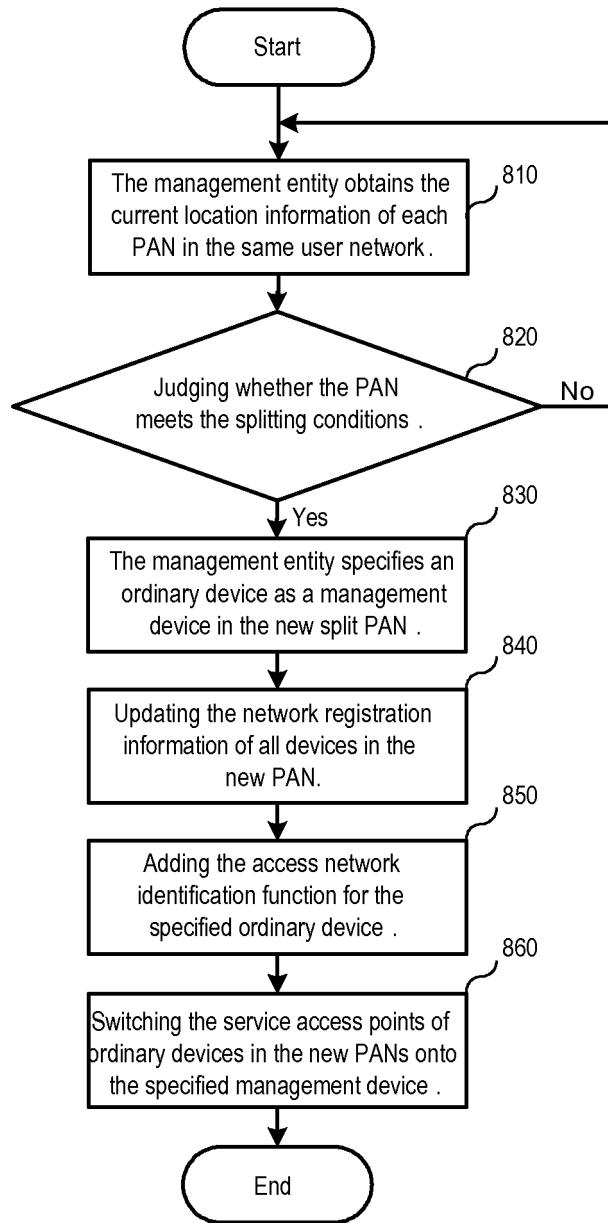 Start
The management entity obtains the
current location information of each
PAN in the same user network .
810
Judging whether the PAN
meets the splitting conditions .
820
No
Yes
The management entity specifies an
ordinary device as a management
device in the new split PAN .
830
Updating the network registration
information of all devices in the
new PAN.
840
Adding the access network
identification function for the
specified ordinary device .
850
Switching the service access points of
ordinary devices in the new PANs onto
the specified management device .
860
End